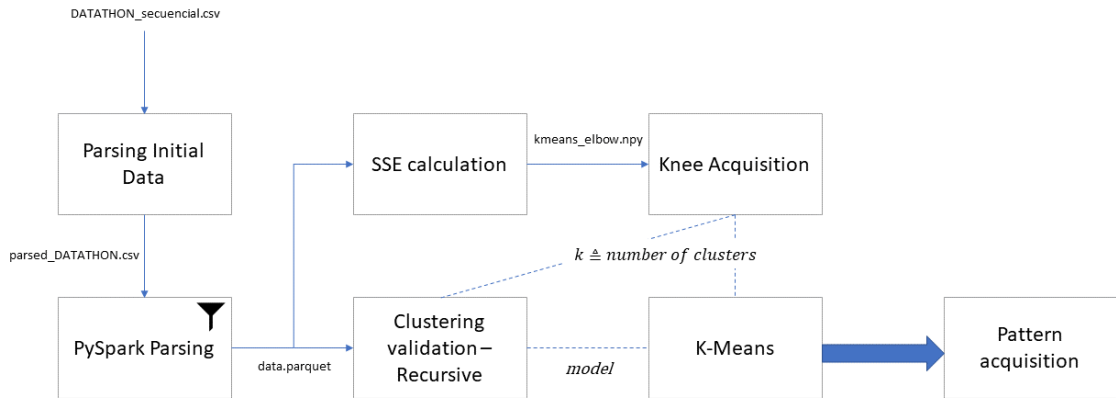 DATATHON_secuencial.csv
Parsing Initial
Data
SSE calculation
kmeans_elbow.npy
Knee Acquisition
parsed_DATATHON.csv
k ≜ number of clusters
PySpark Parsing
data.parquet
Clustering
validation –
Recursive
model
K-Means
Pattern
acquisition